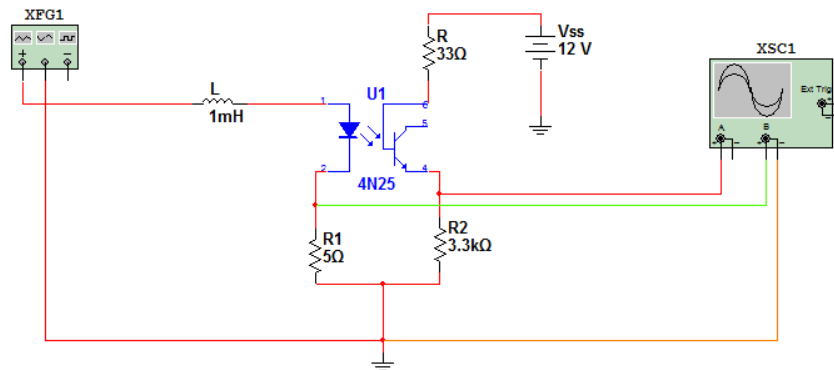 XFG1
+
−
L
1mH
1
2
U1
4N25
6
5
4
R
33Ω
Vss
12 V
R1
5Ω
R2
3.3kΩ
XSC1
Ext Trig
+
−
A
B
+
−
+
−